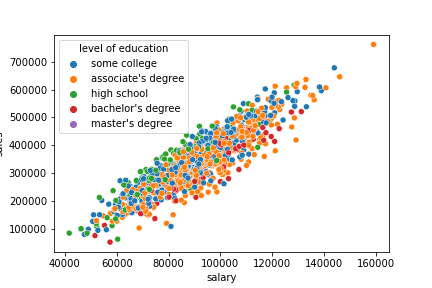 level of education
some college
associate's degree
high school
bachelor's degree
master's degree
700000
600000
500000
400000
300000
200000
100000
40000 60000 80000 100000 120000 140000 160000
salary